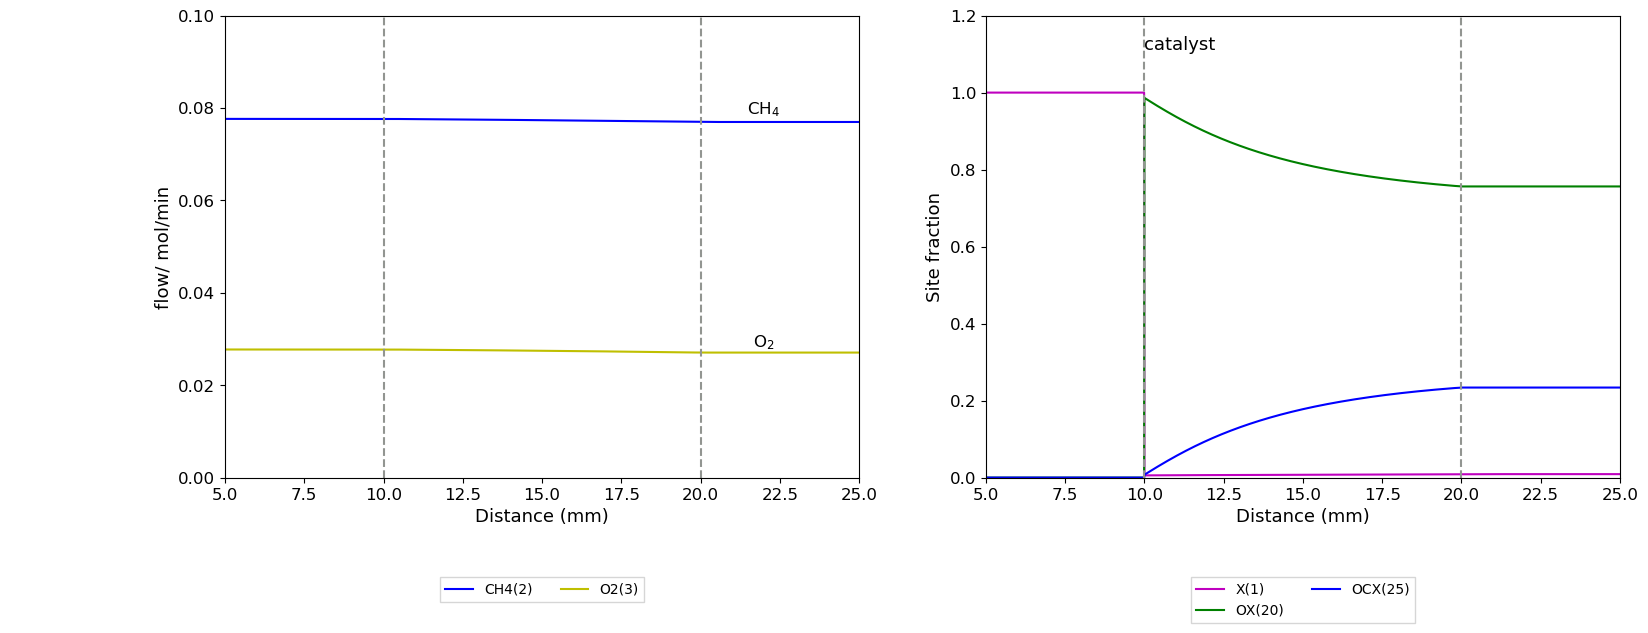 0.10
0.08
0.06
0.04
0.02
0.00
flow/ mol/min
CH₄
O₂
5.0 7.5 10.0 12.5 15.0 17.5 20.0 22.5 25.0
Distance (mm)
CH4(2) O2(3)
1.2
1.0
0.8
0.6
0.4
0.2
0.0
Site fraction
catalyst
5.0 7.5 10.0 12.5 15.0 17.5 20.0 22.5 25.0
Distance (mm)
X(1) OCX(25)
OX(20)